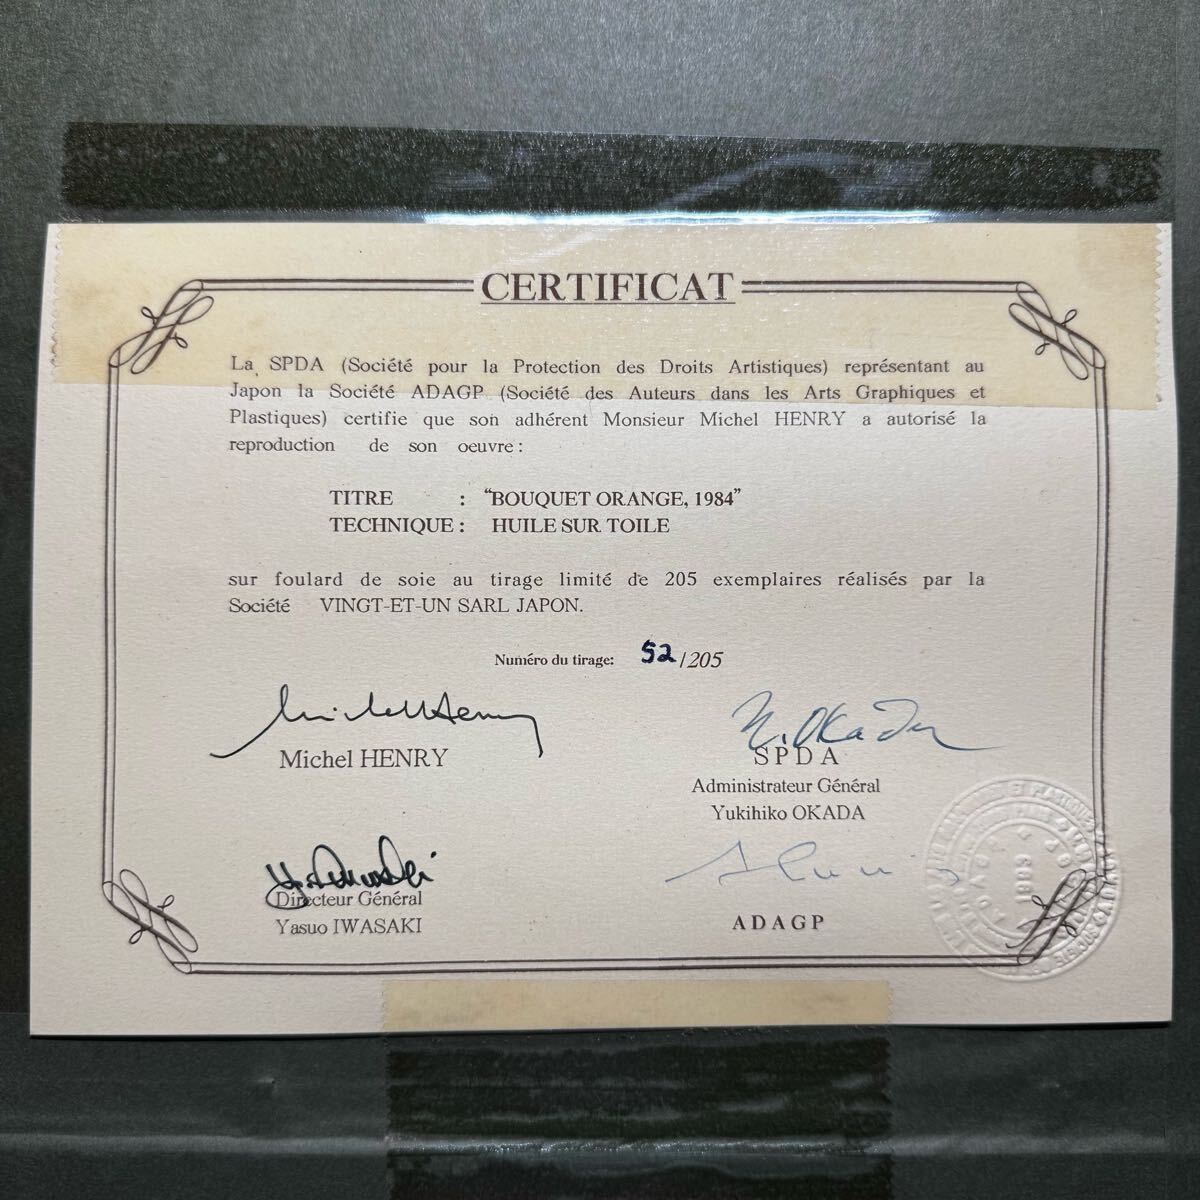 CERTIFICAT
La SPDA (Société pour la Protection des Droits Artistiques) représentant au
Japon la Société ADAGP (Société des Auteurs dans les Arts Graphiques et
Plastiques) certifie que son adhérent Monsieur Michel HENRY a autorisé la
reproduction de son oeuvre :
TITRE : “BOUQUET ORANGE, 1984”
TECHNIQUE : HUILE SUR TOILE
sur foulard de soie au tirage limité de 205 exemplaires réalisés par la
Société VINGT-ET-UN SARL JAPON.
Numéro du tirage: 52/205
Michel Henry
Michel HENRY
Y. Okada
SPDA
Administrateur Général
Yukihiko OKADA
Directeur Général
Yasuo IWASAKI
ADAGP